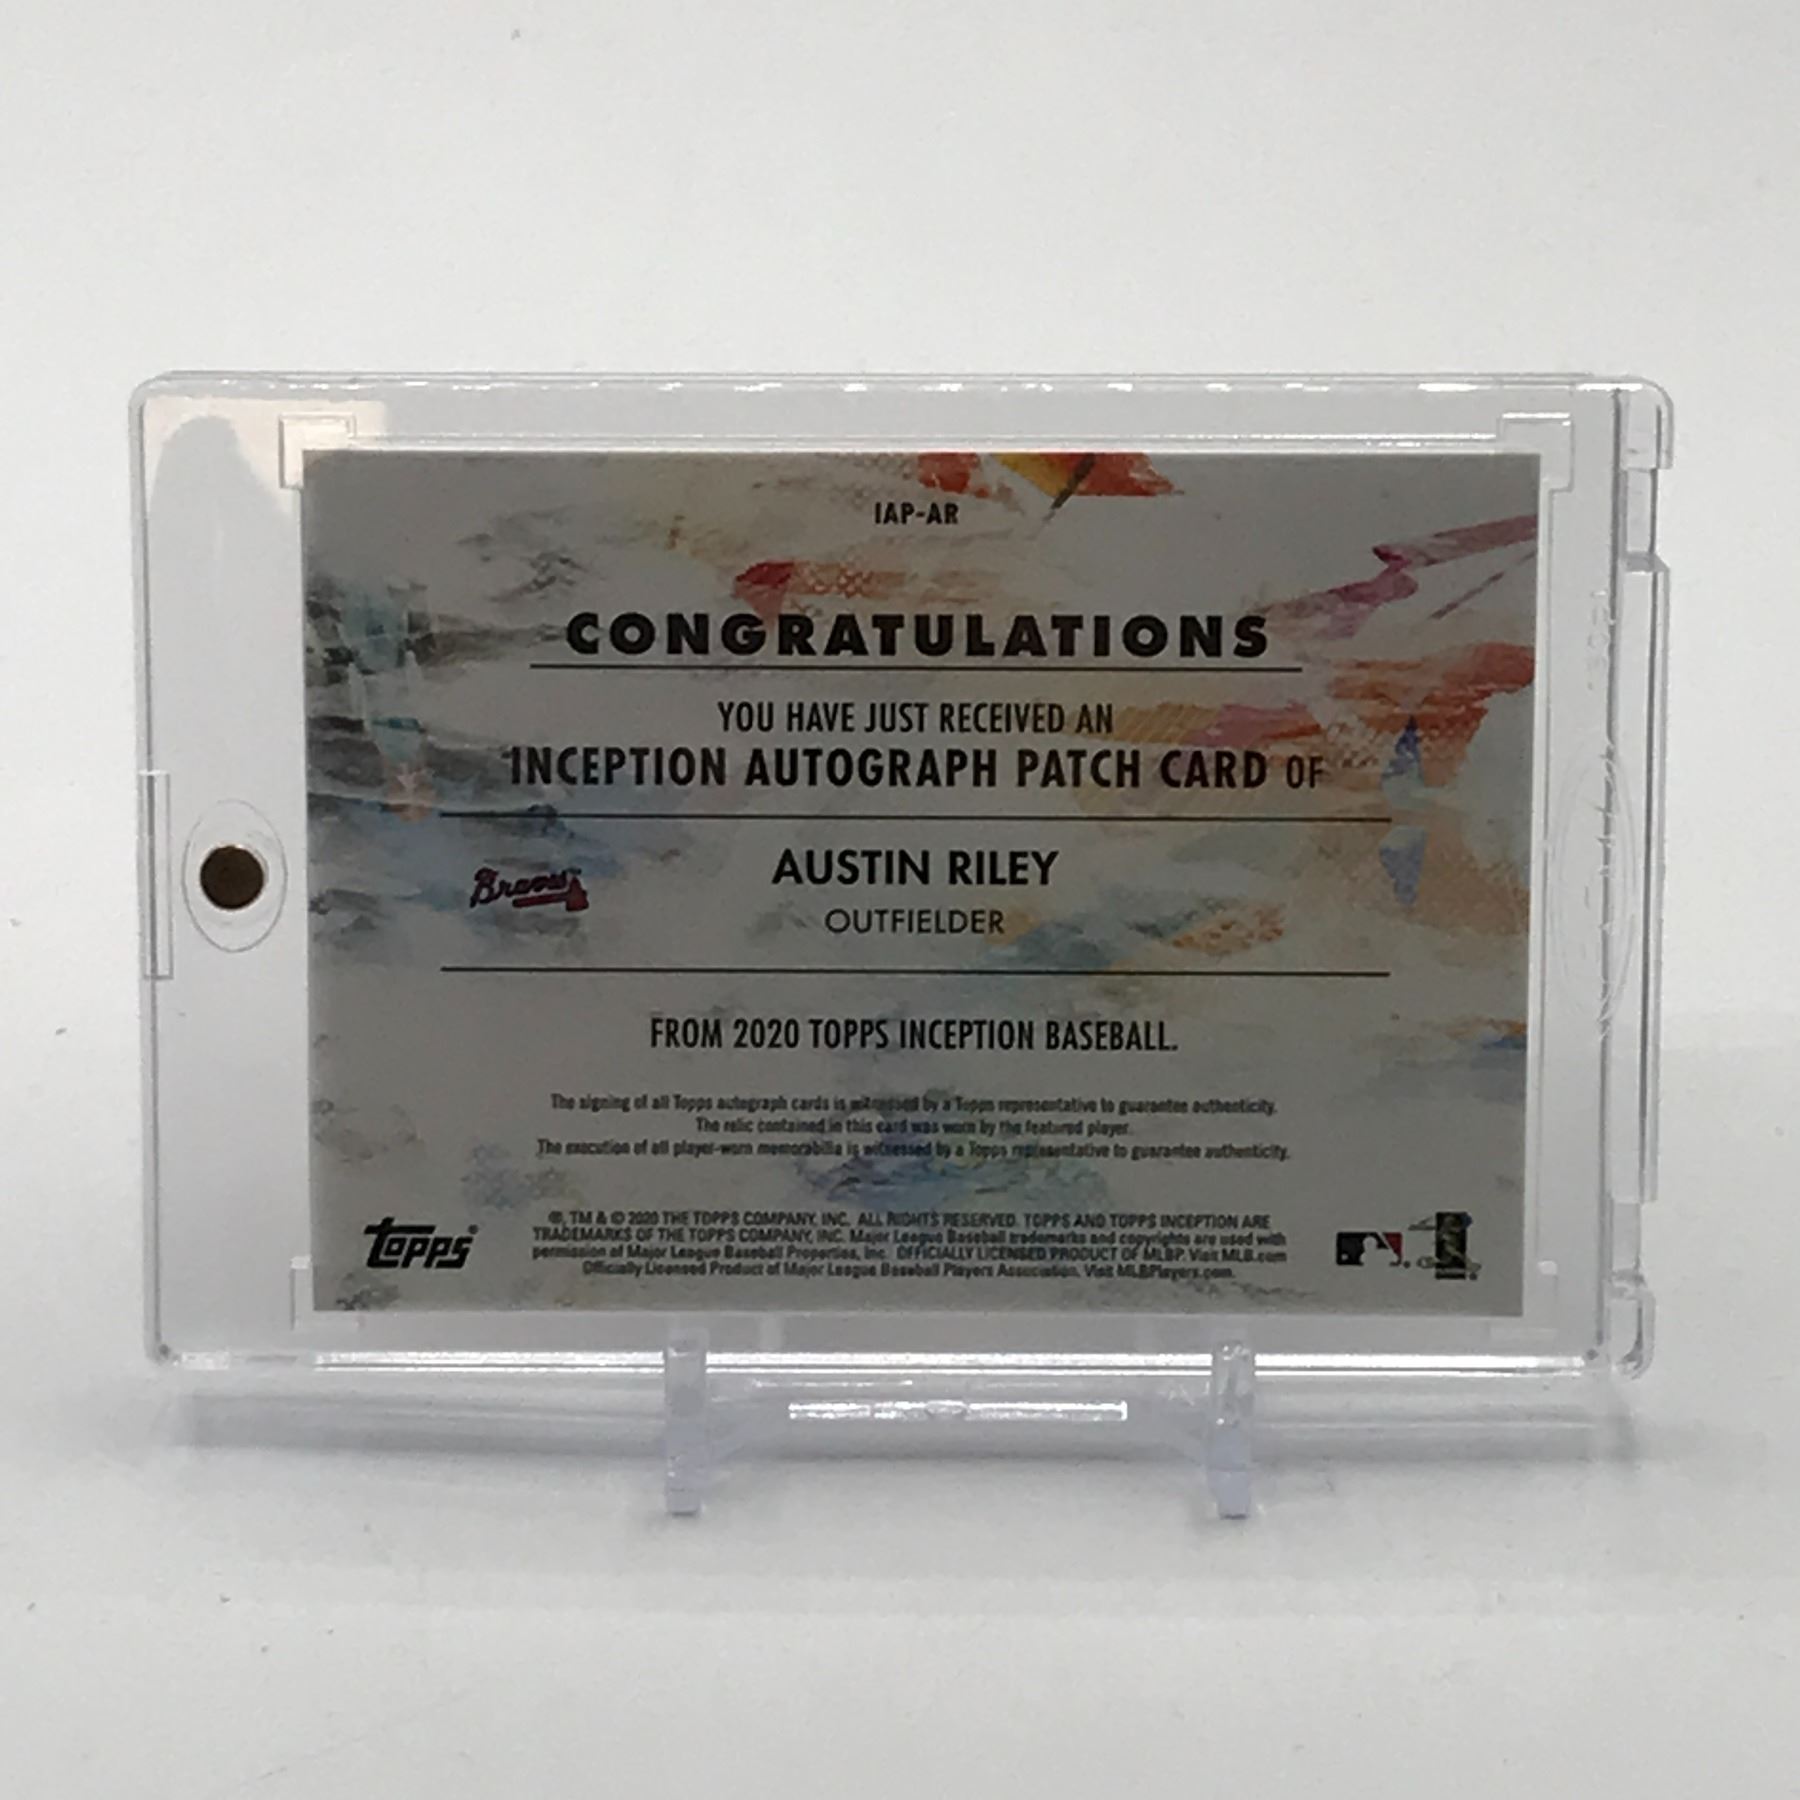 IAP-AR
CONGRATULATIONS
YOU HAVE JUST RECEIVED AN
INCEPTION AUTOGRAPH PATCH CARD OF
Braves
AUSTIN RILEY
OUTFIELDER
FROM 2020 TOPPS INCEPTION BASEBALL.
The signing of all Topps autograph cards is witnessed by a Topps representative to guarantee authenticity.
The relic contained in this card was worn by the featured player.
The execution of all player-worn memorabilia is witnessed by a Topps representative to guarantee authenticity.
topps®
®, TM & © 2020 THE TOPPS COMPANY, INC. ALL RIGHTS RESERVED. TOPPS AND TOPPS INCEPTION ARE
TRADEMARKS OF THE TOPPS COMPANY, INC. Major League Baseball trademarks and copyrights are used with
permission of Major League Baseball Properties, Inc. OFFICIALLY LICENSED PRODUCT OF MLBP. Visit MLB.com
Officially Licensed Product of Major League Baseball Players Association. Visit MLBPlayers.com.